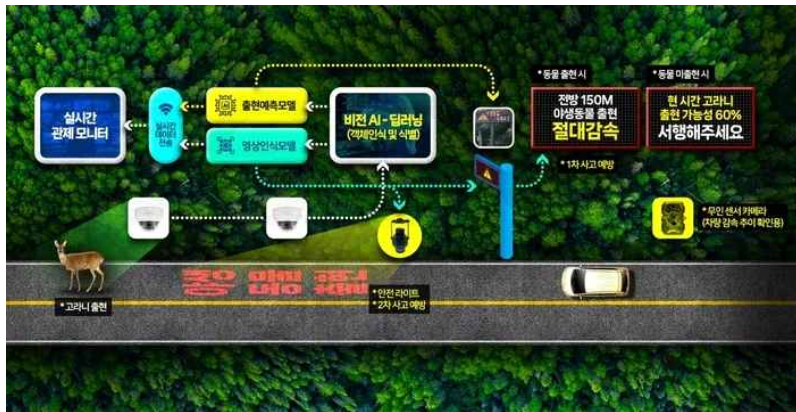 실시간
관제 모니터
실시간
데이터
전송
출현예측모델
영상인식모델
비전 AI - 딥러닝
(객체인식 및 식별)
* 동물 출현 시
전방 150M
야생동물 출현
절대감속
* 동물 미출현 시
현 시간 고라니
출현 가능성 60%
서행해주세요
* 1차 사고 예방
* 무인 센서 카메라
(차량 감속 추이 확인용)
* 고라니 출현
* 안전 라이트
* 2차 사고 예방